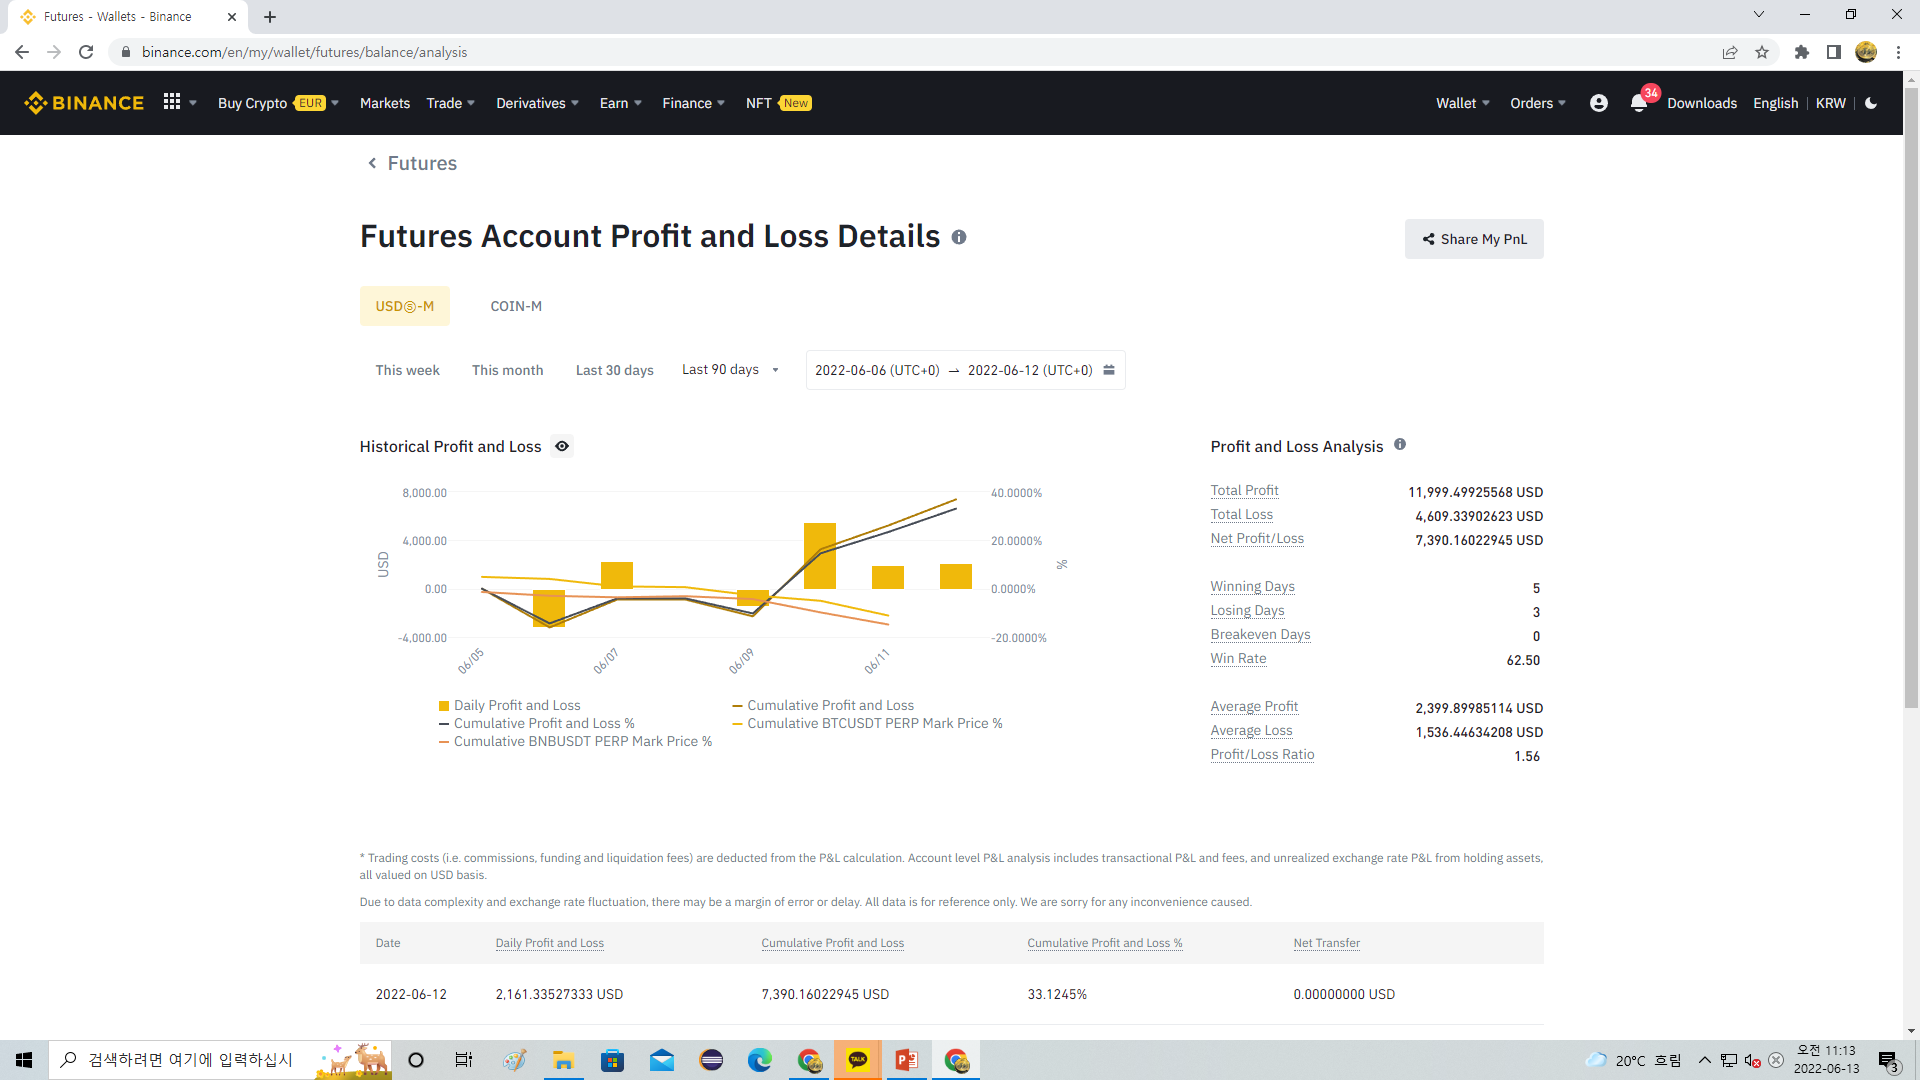 Futures - Wallets - Binance
binance.com/en/my/wallet/futures/balance/analysis
BINANCE Buy Crypto EUR Markets Trade Derivatives Earn Finance NFT New Wallet Orders 34 Downloads English KRW
Futures
Futures Account Profit and Loss Details
Share My PnL
USDⓈ-M COIN-M
This week This month Last 30 days Last 90 days 2022-06-06 (UTC+0) → 2022-06-12 (UTC+0)
Historical Profit and Loss
8,000.00 40.0000%
4,000.00 20.0000%
USD %
0.00 0.0000%
-4,000.00 -20.0000%
06/05 06/07 06/09 06/11
Daily Profit and Loss Cumulative Profit and Loss
Cumulative Profit and Loss % Cumulative BTCUSDT PERP Mark Price %
Cumulative BNBUSDT PERP Mark Price %
Profit and Loss Analysis
Total Profit 11,999.49925568 USD
Total Loss 4,609.33902623 USD
Net Profit/Loss 7,390.16022945 USD
Winning Days 5
Losing Days 3
Breakeven Days 0
Win Rate 62.50
Average Profit 2,399.89985114 USD
Average Loss 1,536.44634208 USD
Profit/Loss Ratio 1.56
* Trading costs (i.e. commissions, funding and liquidation fees) are deducted from the P&L calculation. Account level P&L analysis includes transactional P&L and fees, and unrealized exchange rate P&L from holding assets,
all valued on USD basis.
Due to data complexity and exchange rate fluctuation, there may be a margin of error or delay. All data is for reference only. We are sorry for any inconvenience caused.
Date Daily Profit and Loss Cumulative Profit and Loss Cumulative Profit and Loss % Net Transfer
2022-06-12 2,161.33527333 USD 7,390.16022945 USD 33.1245% 0.00000000 USD
검색하려면 여기에 입력하십시 TALK 20°C 흐림 오전 11:13
2022-06-13 3